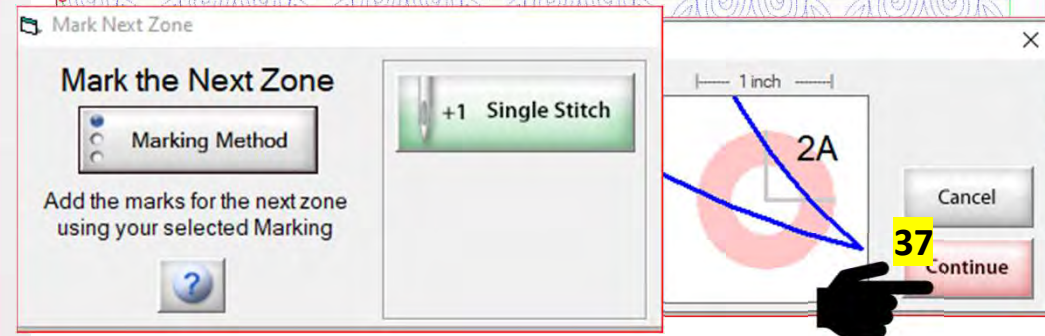 Mark Next Zone
Mark the Next Zone
Marking Method
Add the marks for the next zone
using your selected Marking
?
+1 Single Stitch
1 inch
2A
Cancel
37
Continue